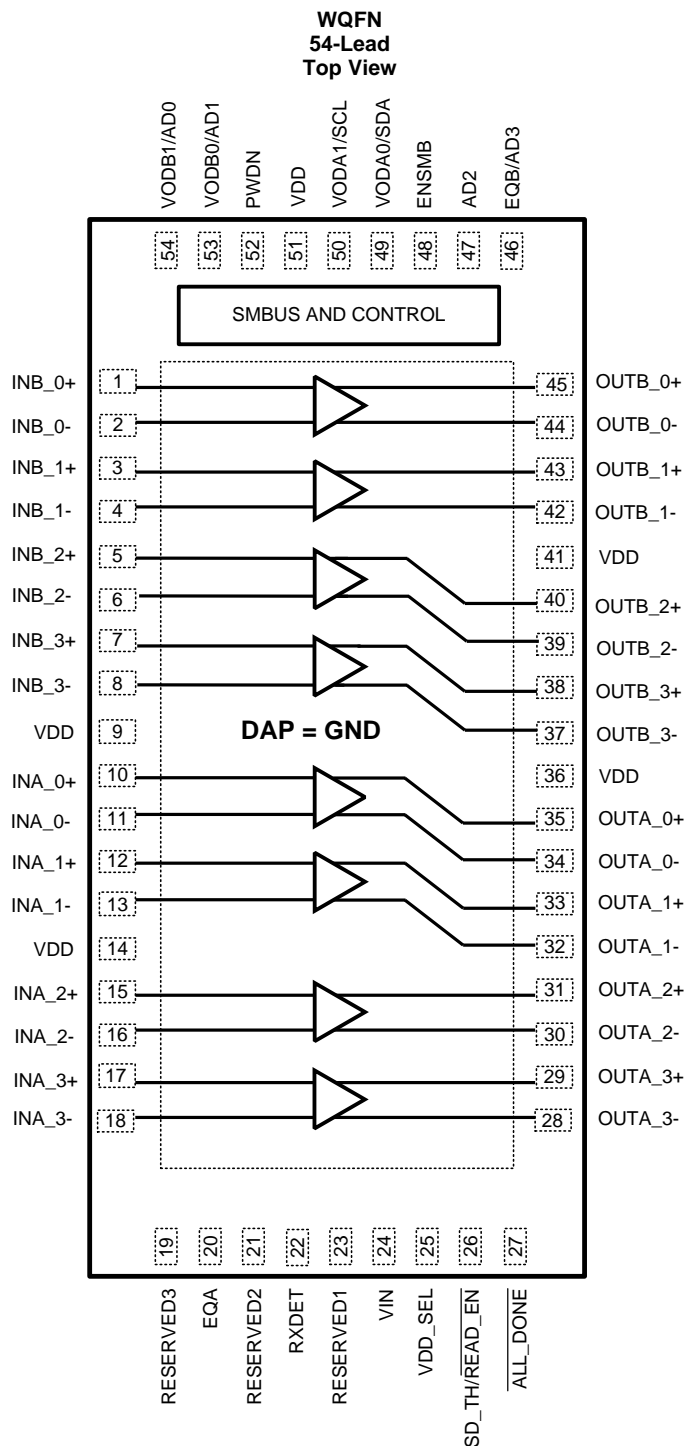 WQFN
54-Lead
Top View
VODB1/AD0
VODB0/AD1
PWDN
VDD
VODA1/SCL
VODA0/SDA
ENSMB
AD2
EQB/AD3
54 53 52 51 50 49 48 47 46
SMBUS AND CONTROL
INB_0+ 1 45 OUTB_0+
INB_0- 2 44 OUTB_0-
INB_1+ 3 43 OUTB_1+
INB_1- 4 42 OUTB_1-
INB_2+ 5 41 VDD
INB_2- 6 40 OUTB_2+
INB_3+ 7 39 OUTB_2-
INB_3- 8 38 OUTB_3+
VDD 9 DAP = GND 37 OUTB_3-
INA_0+ 10 36 VDD
INA_0- 11 35 OUTA_0+
INA_1+ 12 34 OUTA_0-
INA_1- 13 33 OUTA_1+
VDD 14 32 OUTA_1-
INA_2+ 15 31 OUTA_2+
INA_2- 16 30 OUTA_2-
INA_3+ 17 29 OUTA_3+
INA_3- 18 28 OUTA_3-
19 20 21 22 23 24 25 26 27
RESERVED3
EQA
RESERVED2
RXDET
RESERVED1
VIN
VDD_SEL
SD_TH/READ_EN
ALL_DONE